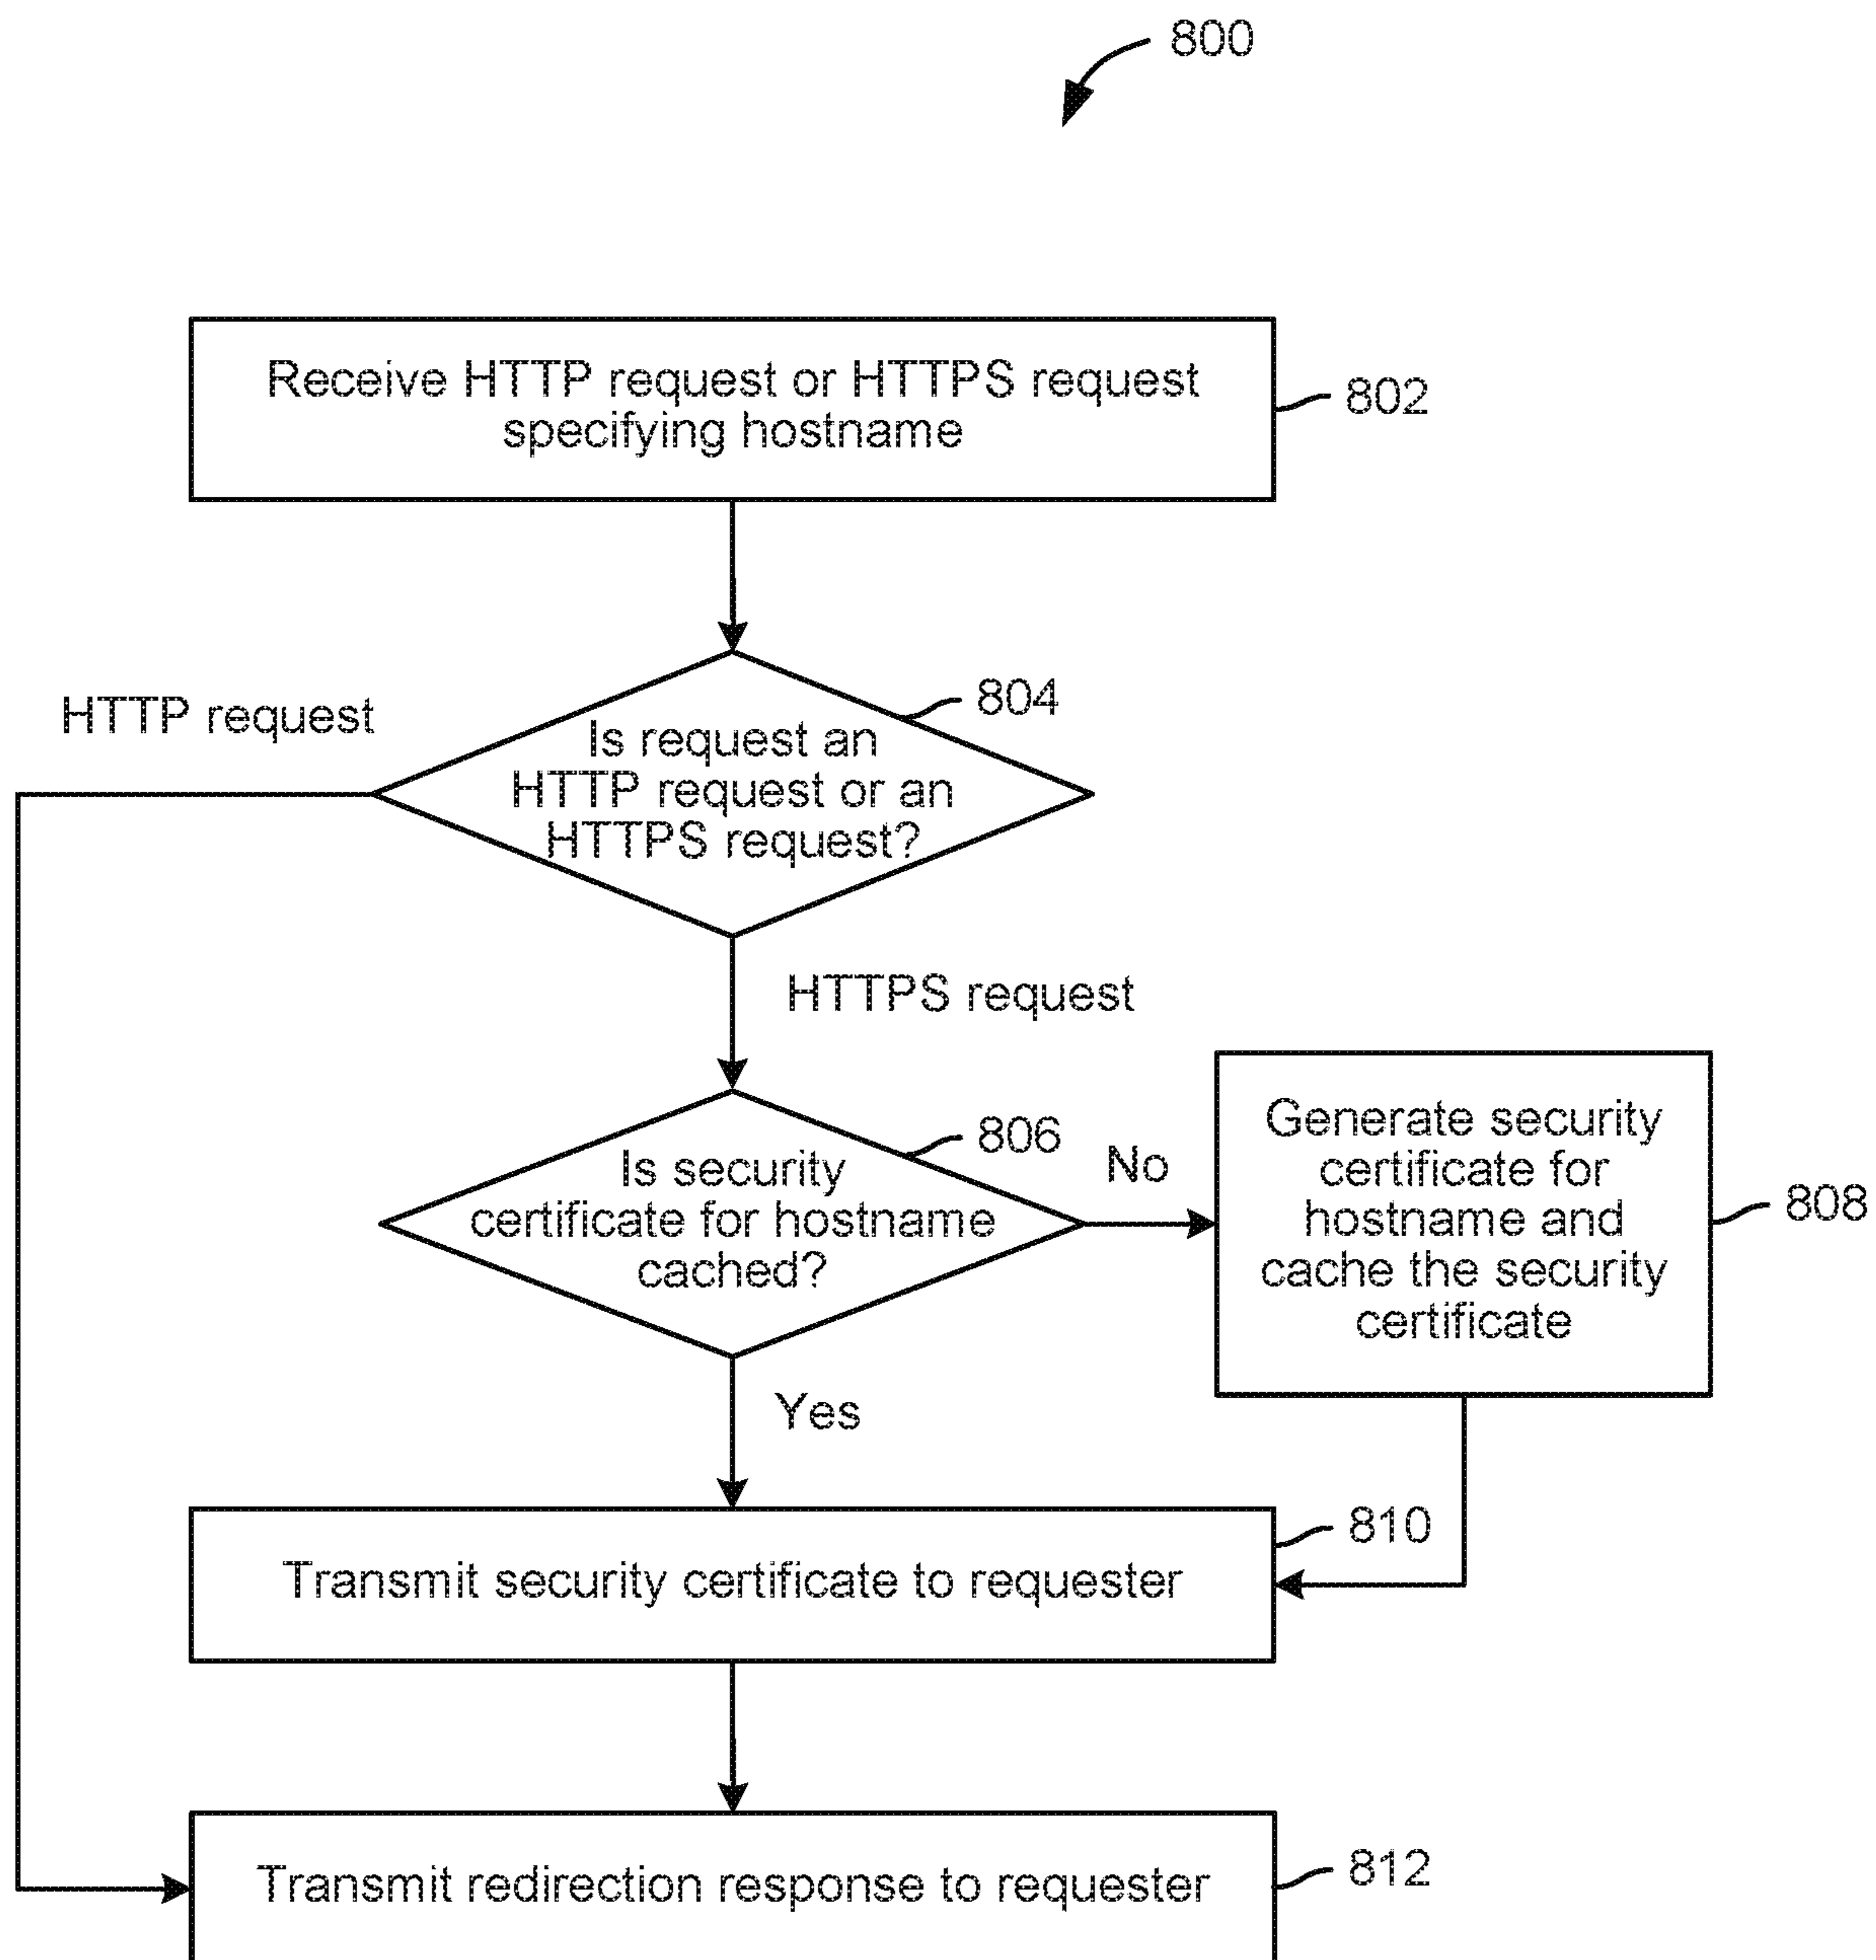 800
Receive HTTP request or HTTPS request
specifying hostname
802
HTTP request
804
Is request an
HTTP request or an
HTTPS request?
HTTPS request
806
Is security
certificate for hostname
cached?
No
Generate security
certificate for
hostname and
cache the security
certificate
808
Yes
810
Transmit security certificate to requester
Transmit redirection response to requester
812